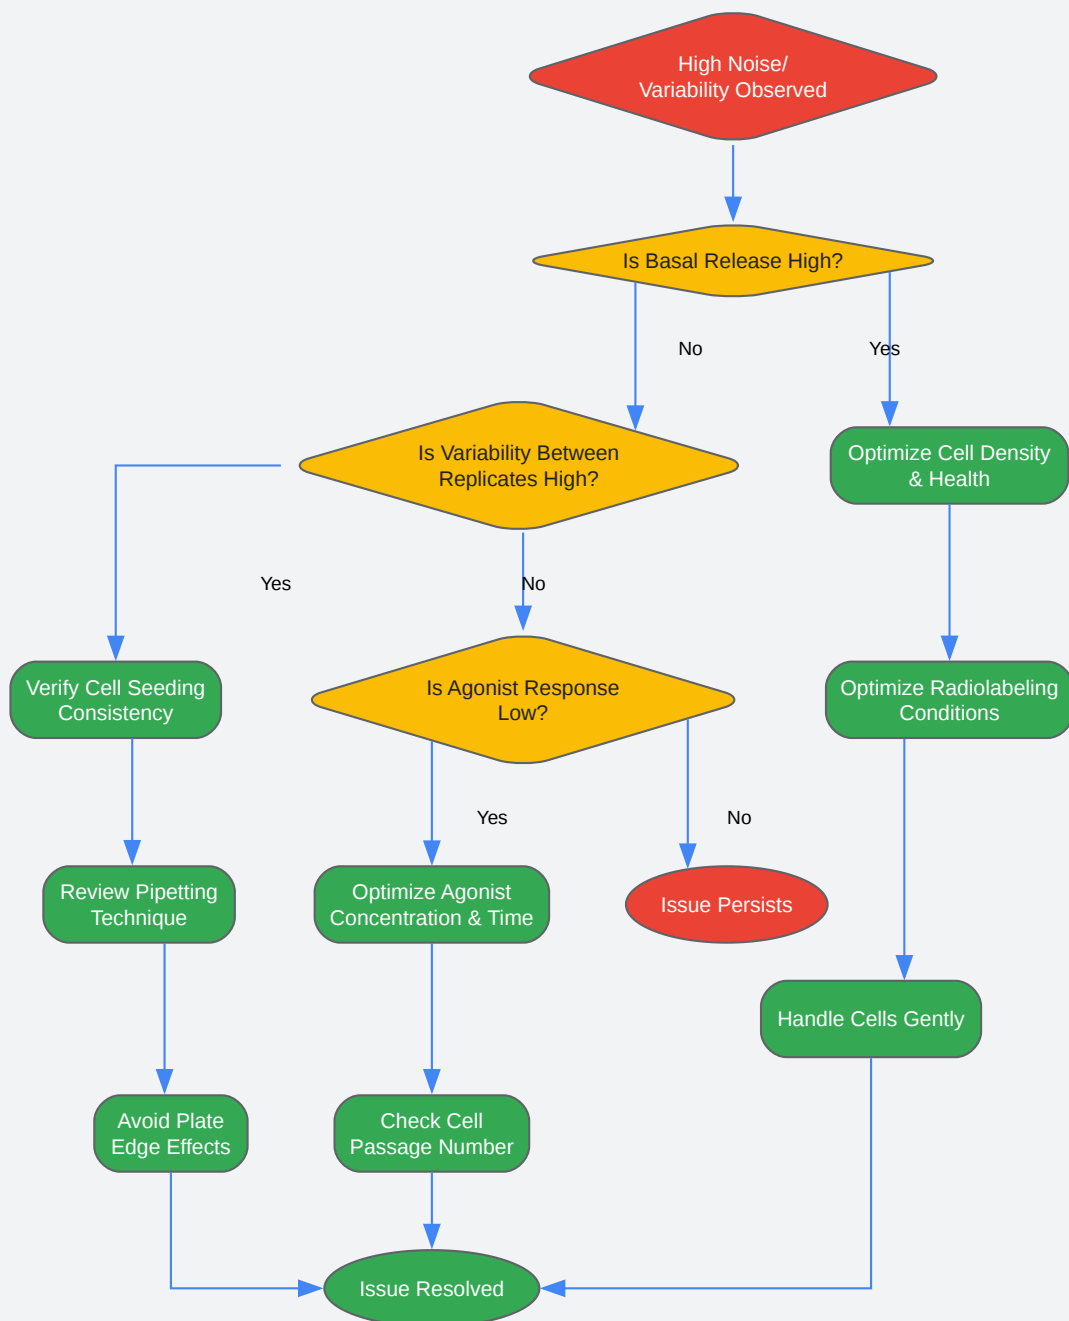 High Noise/
Variability Observed
Is Basal Release High?
No
Yes
Is Variability Between
Replicates High?
Optimize Cell Density
& Health
Yes
No
Verify Cell Seeding
Consistency
Is Agonist Response
Low?
Optimize Radiolabeling
Conditions
Yes
No
Review Pipetting
Technique
Optimize Agonist
Concentration & Time
Issue Persists
Handle Cells Gently
Avoid Plate
Edge Effects
Check Cell
Passage Number
Issue Resolved